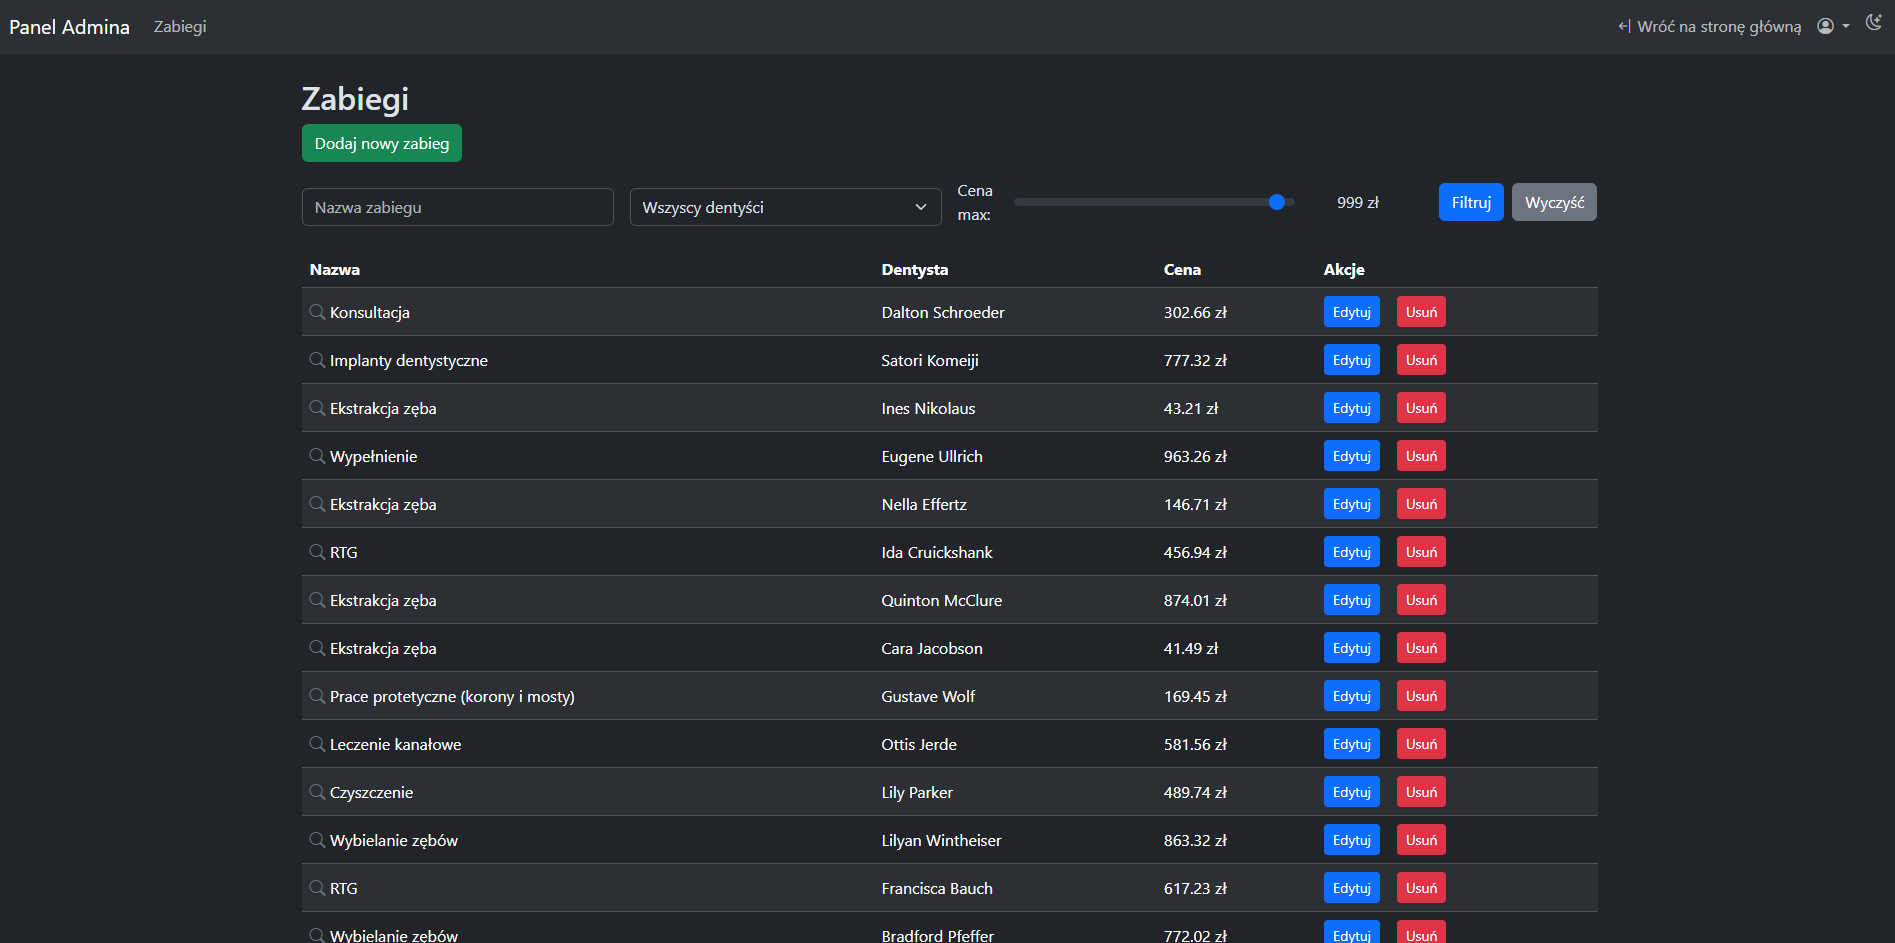 Panel Admina Zabiegi Wróć na stronę główną
Zabiegi
Dodaj nowy zabieg
Nazwa zabiegu Wszyscy dentyści Cena max: 999 zł Filtruj Wyczyść
Nazwa Dentysta Cena Akcje
Konsultacja Dalton Schroeder 302.66 zł Edytuj Usuń
Implanty dentystyczne Satori Komeiji 777.32 zł Edytuj Usuń
Ekstrakcja zęba Ines Nikolaus 43.21 zł Edytuj Usuń
Wypełnienie Eugene Ullrich 963.26 zł Edytuj Usuń
Ekstrakcja zęba Nella Effertz 146.71 zł Edytuj Usuń
RTG Ida Cruickshank 456.94 zł Edytuj Usuń
Ekstrakcja zęba Quinton McClure 874.01 zł Edytuj Usuń
Ekstrakcja zęba Cara Jacobson 41.49 zł Edytuj Usuń
Prace protetyczne (korony i mosty) Gustave Wolf 169.45 zł Edytuj Usuń
Leczenie kanałowe Ottis Jerde 581.56 zł Edytuj Usuń
Czyszczenie Lily Parker 489.74 zł Edytuj Usuń
Wybielanie zębów Lilyan Wintheiser 863.32 zł Edytuj Usuń
RTG Francisca Bauch 617.23 zł Edytuj Usuń
Wybielanie zębów Bradford Pfeffer 772.02 zł Edytuj Usuń